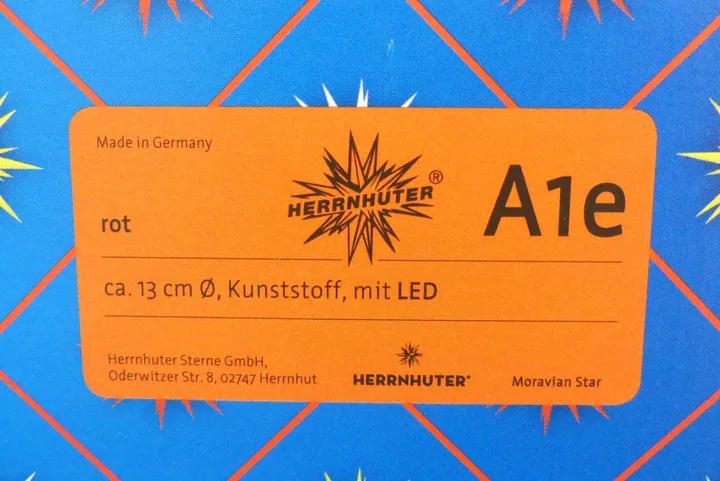 Made in Germany
HERRNHUTER®
A1e
rot
ca. 13 cm Ø, Kunststoff, mit LED
Herrnhuter Sterne GmbH,
Oderwitzer Str. 8, 02747 Herrnhut
HERRNHUTER®
Moravian Star